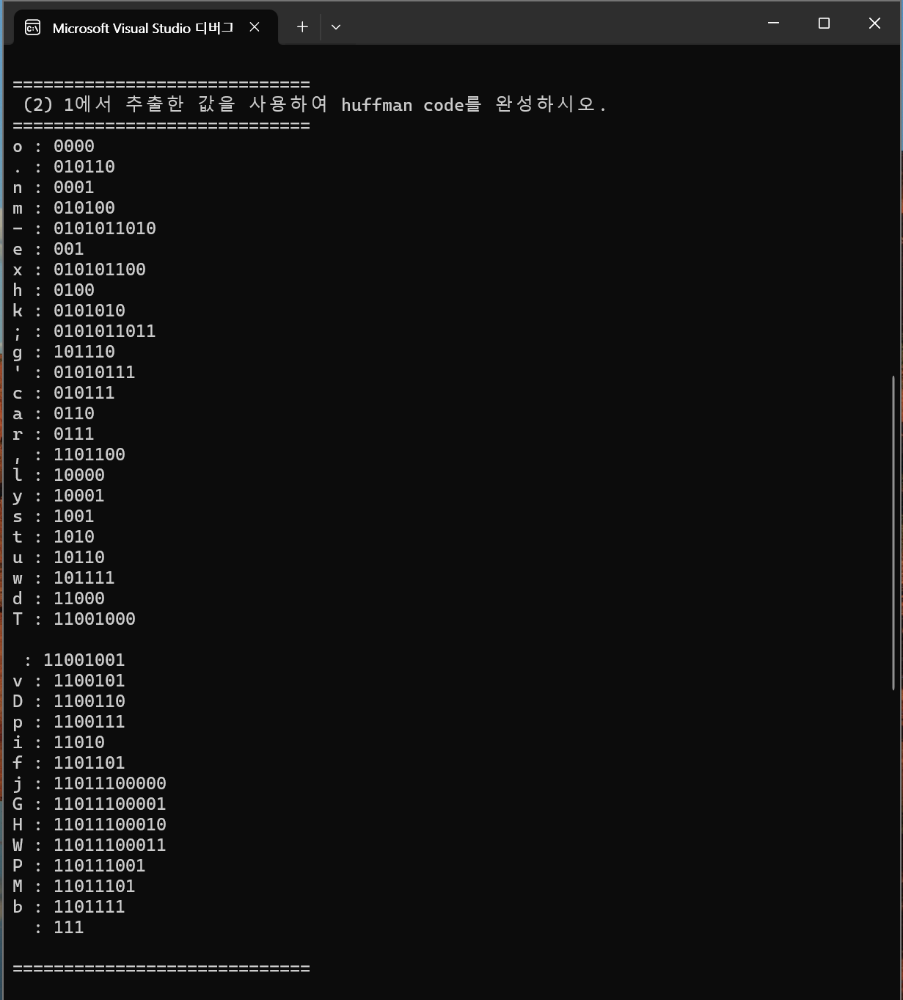 Microsoft Visual Studio 디버그
=============================
(2) 1에서 추출한 값을 사용하여 huffman code를 완성하시오.
=============================
o : 0000
. : 010110
n : 0001
m : 010100
- : 0101011010
e : 001
x : 010101100
h : 0100
k : 0101010
; : 0101011011
g : 101110
' : 01010111
c : 010111
a : 0110
r : 0111
, : 1101100
l : 10000
y : 10001
s : 1001
t : 1010
u : 10110
w : 101111
d : 11000
T : 11001000
: 11001001
v : 1100101
D : 1100110
p : 1100111
i : 11010
f : 1101101
j : 11011100000
G : 11011100001
H : 11011100010
W : 11011100011
P : 110111001
M : 11011101
b : 1101111
: 111
=============================